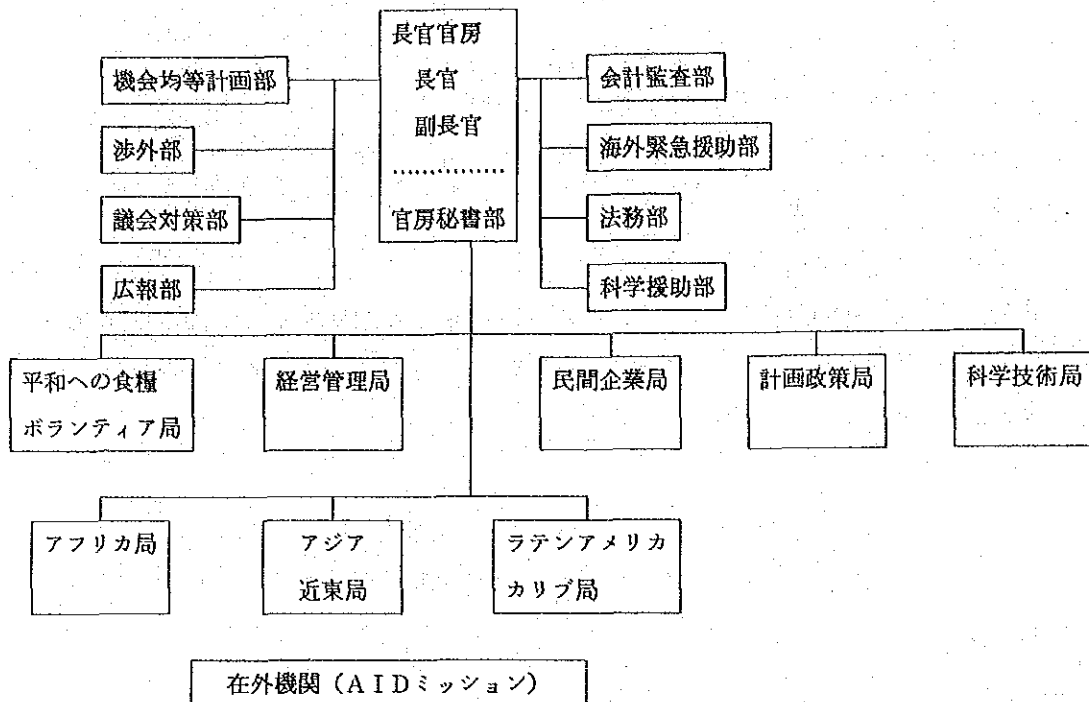 長官官房
長官
副長官
官房秘書部
機会均等計画部
渉外部
議会対策部
広報部
会計監査部
海外緊急援助部
法務部
科学援助部
平和への食糧
ボランティア局
経営管理局
民間企業局
計画政策局
科学技術局
アフリカ局
アジア
近東局
ラテンアメリカ
カリブ局
在外機関（ＡＩＤミッション）